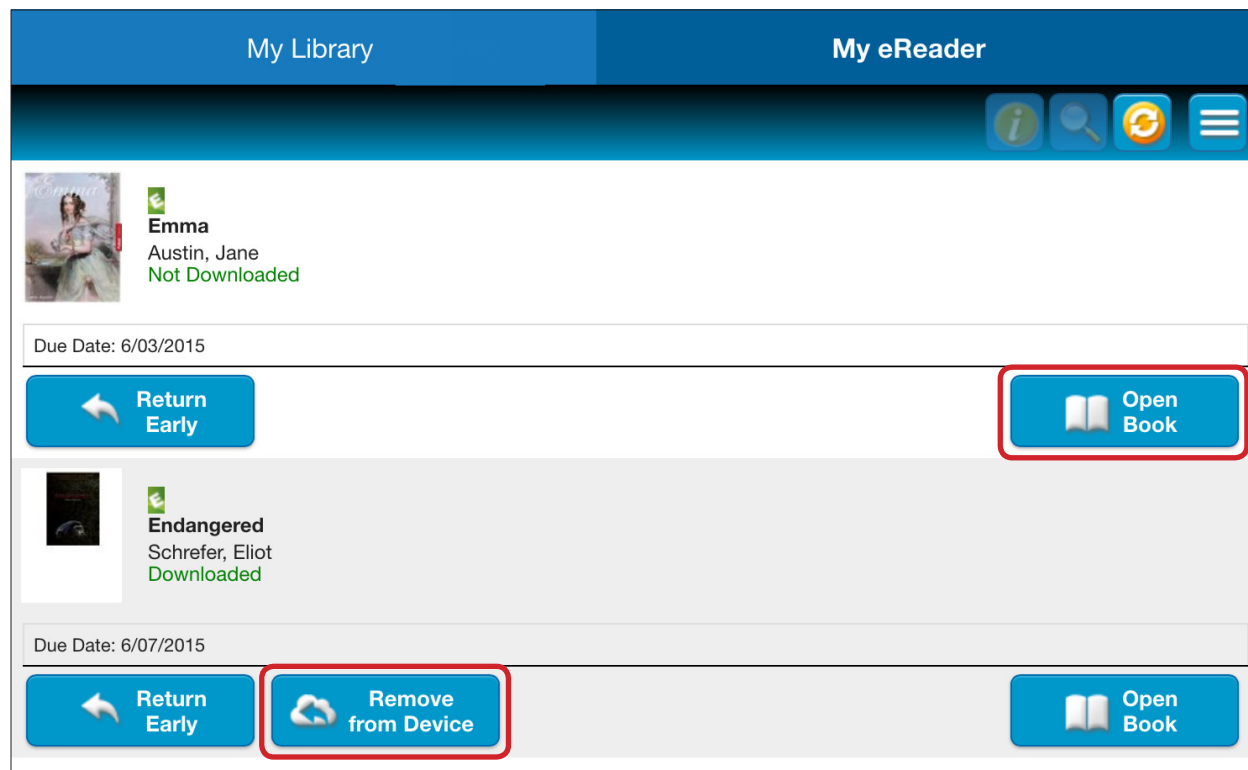 My Library
My eReader
Emma
Emma
Austin, Jane
Not Downloaded
Due Date: 6/03/2015
Return
Early
Open
Book
Endangered
Schrefer, Eliot
Downloaded
Due Date: 6/07/2015
Return
Early
Remove
from Device
Open
Book